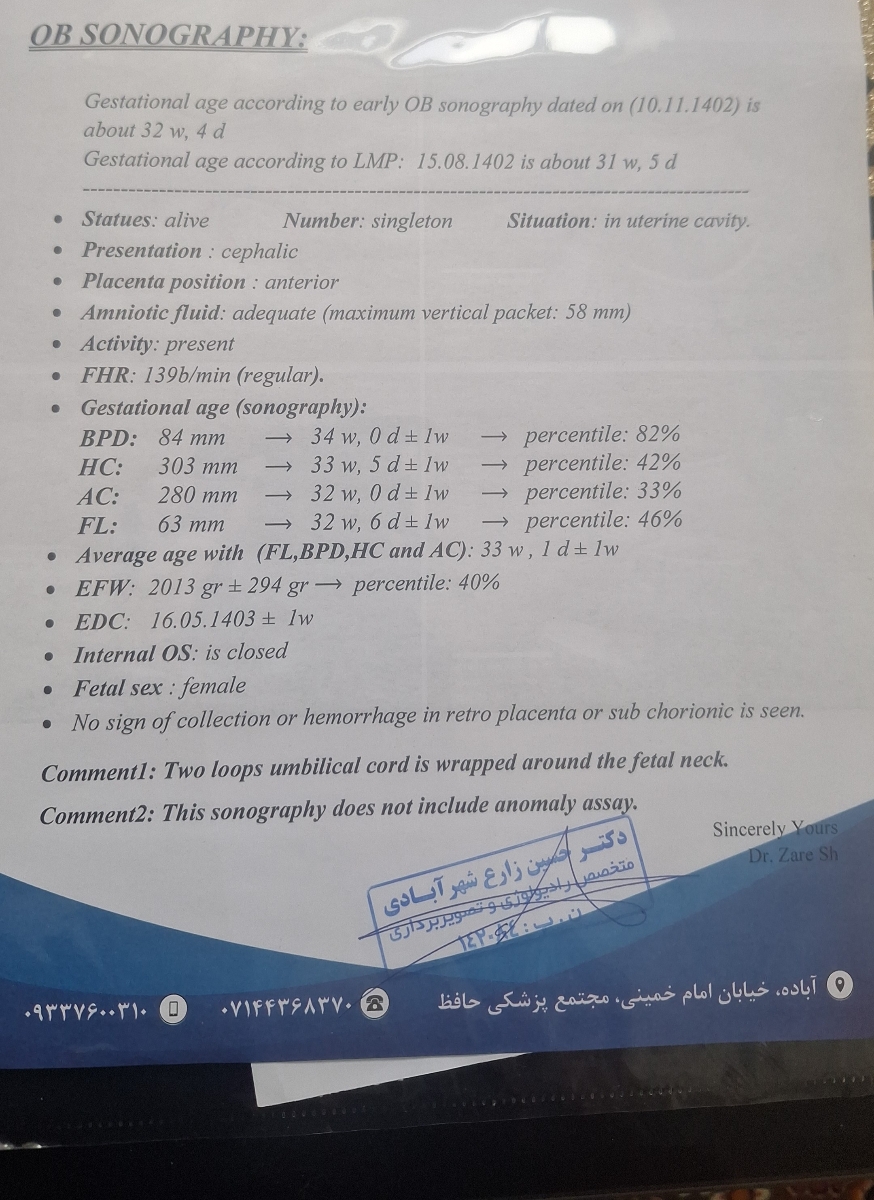 OB SONOGRAPHY:
Gestational age according to early OB sonography dated on (10.11.1402) is
about 32 w, 4 d
Gestational age according to LMP: 15.08.1402 is about 31 w, 5 d
--------------------------------------------------------------------------------
• Statues: alive Number: singleton Situation: in uterine cavity.
• Presentation : cephalic
• Placenta position : anterior
• Amniotic fluid: adequate (maximum vertical packet: 58 mm)
• Activity: present
• FHR: 139b/min (regular).
• Gestational age (sonography):
BPD: 84 mm → 34 w, 0 d ± 1w → percentile: 82%
HC: 303 mm → 33 w, 5 d ± 1w → percentile: 42%
AC: 280 mm → 32 w, 0 d ± 1w → percentile: 33%
FL: 63 mm → 32 w, 6 d ± 1w → percentile: 46%
• Average age with (FL,BPD,HC and AC): 33 w , 1 d ± 1w
• EFW: 2013 gr ± 294 gr → percentile: 40%
• EDC: 16.05.1403 ± 1w
• Internal OS: is closed
• Fetal sex : female
• No sign of collection or hemorrhage in retro placenta or sub chorionic is seen.
Comment1: Two loops umbilical cord is wrapped around the fetal neck.
Comment2: This sonography does not include anomaly assay.
Sincerely Yours
Dr. Zare Sh
دکتر حسین زارع شهرآبادی
متخصص رادیولوژی و تصویربرداری
آباده، خیابان امام خمینی، مجتمع پزشکی حافظ
۰۷۱۴۴۳۶۸۳۷۰
۰۹۳۳۷۶۰۰۳۱۰